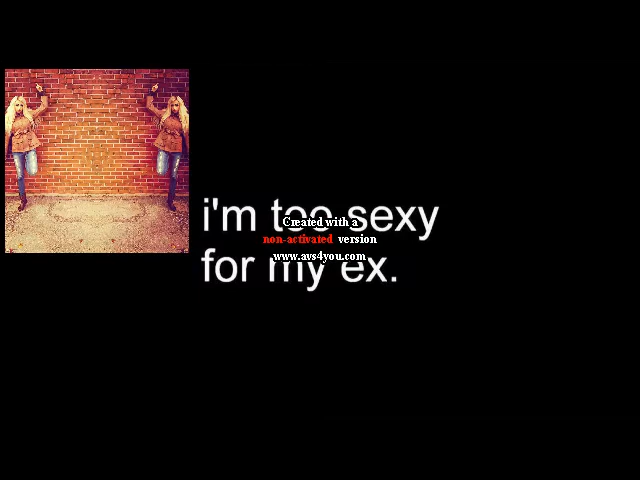 i'm too sexy
for my ex.
Created with a
non-activated version
www.avs4you.com